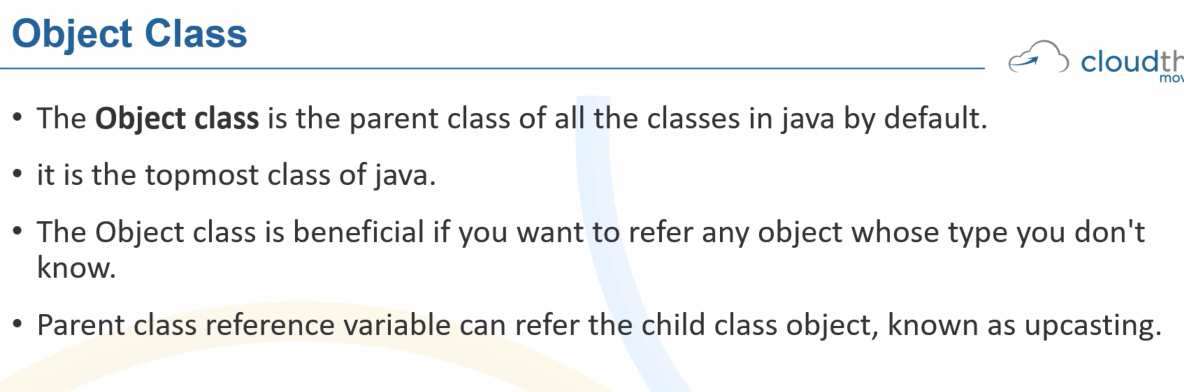 Object Class
cloudth
mov
• The Object class is the parent class of all the classes in java by default.
• it is the topmost class of java.
• The Object class is beneficial if you want to refer any object whose type you don't
know.
• Parent class reference variable can refer the child class object, known as upcasting.